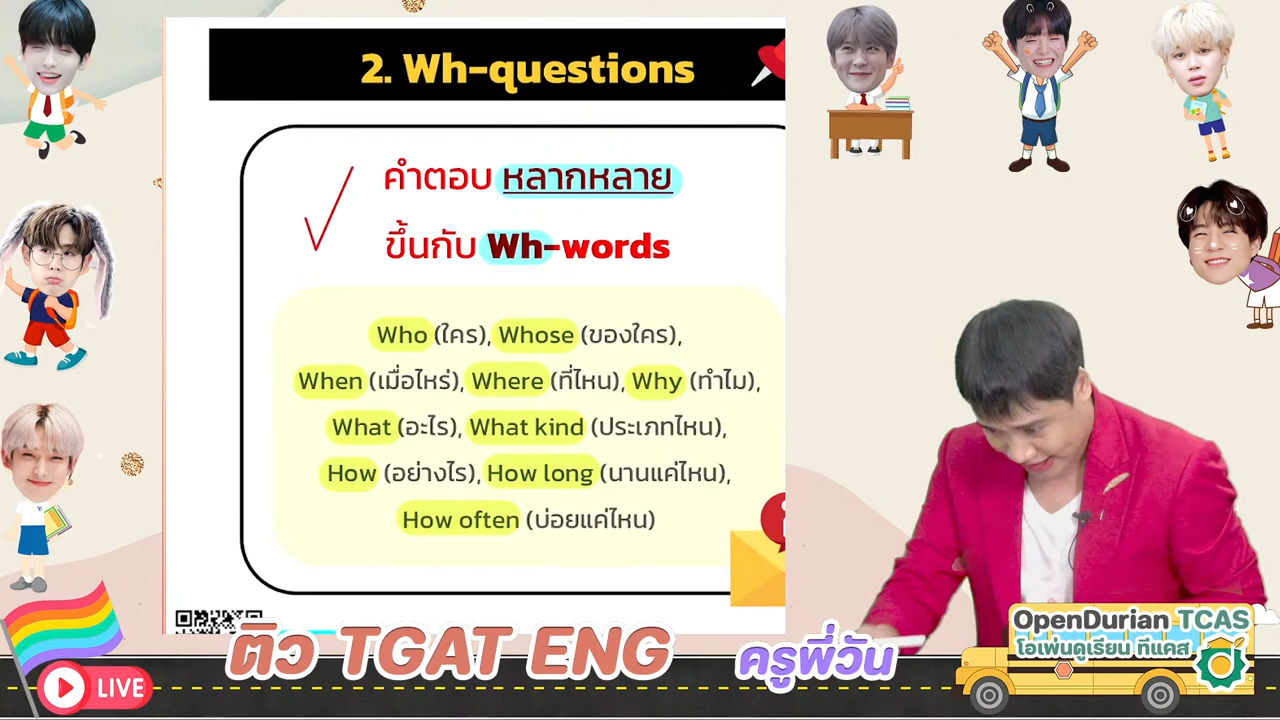 2. Wh-questions
คำตอบ หลากหลาย
ขึ้นกับ Wh-words
Who (ใคร), Whose (ของใคร),
When (เมื่อไหร่), Where (ที่ไหน), Why (ทำไม),
What (อะไร), What kind (ประเภทไหน),
How (อย่างไร), How long (นานแค่ไหน),
How often (บ่อยแค่ไหน)
ติว TGAT ENG
ครูพี่วัน
OpenDurian TCAS
โอเพ่นดูเรียน ทีแคส
LIVE